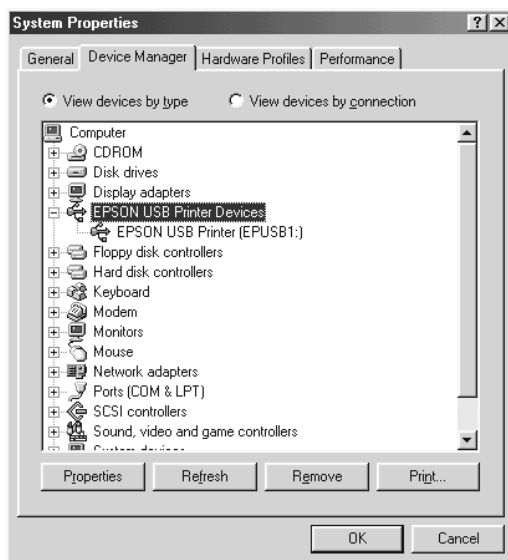 System Properties
General Device Manager Hardware Profiles Performance
View devices by type View devices by connection
Computer
CDROM
Disk drives
Display adapters
EPSON USB Printer Devices
EPSON USB Printer (EPUSB1:)
Floppy disk controllers
Hard disk controllers
Keyboard
Modem
Monitors
Mouse
Network adapters
Ports (COM & LPT)
SCSI controllers
Sound, video and game controllers
Properties Refresh Remove Print...
OK Cancel